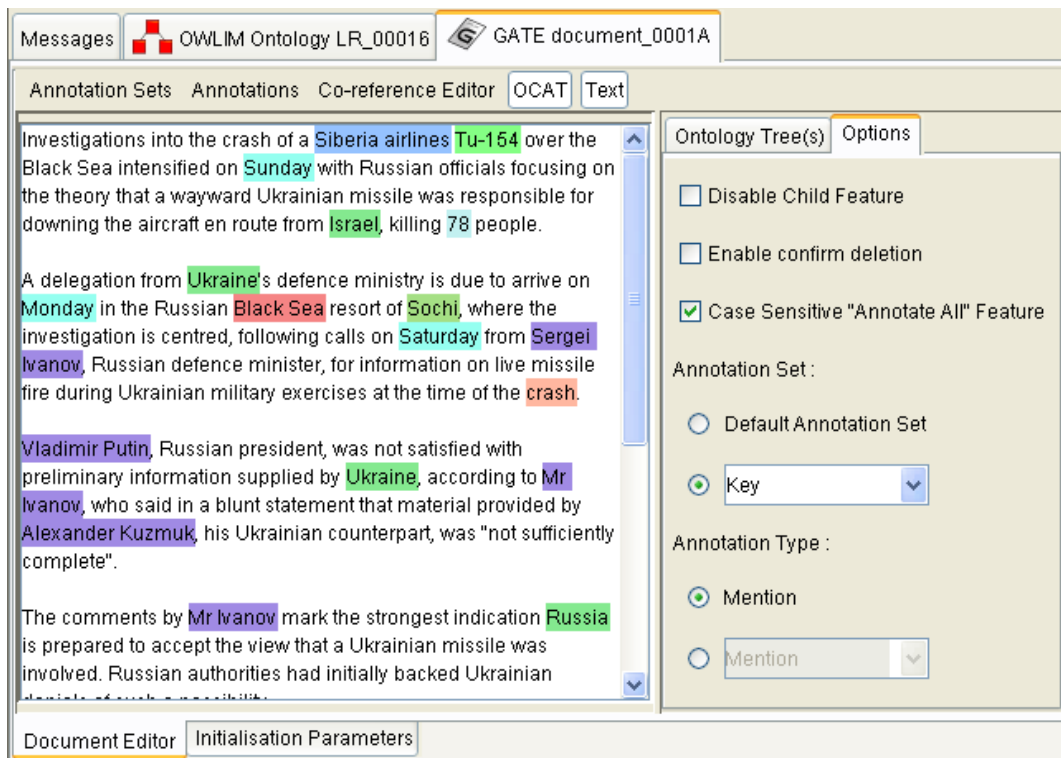 Messages OWLIM Ontology LR_00016 GATE document_0001A
Annotation Sets Annotations Co-reference Editor OCAT Text
Investigations into the crash of a Siberia airlines Tu-154 over the
Black Sea intensified on Sunday with Russian officials focusing on
the theory that a wayward Ukrainian missile was responsible for
downing the aircraft en route from Israel, killing 78 people.
A delegation from Ukraine's defence ministry is due to arrive on
Monday in the Russian Black Sea resort of Sochi, where the
investigation is centred, following calls on Saturday from Sergei
Ivanov, Russian defence minister, for information on live missile
fire during Ukrainian military exercises at the time of the crash.
Vladimir Putin, Russian president, was not satisfied with
preliminary information supplied by Ukraine, according to Mr
Ivanov, who said in a blunt statement that material provided by
Alexander Kuzmuk, his Ukrainian counterpart, was "not sufficiently
complete".
The comments by Mr Ivanov mark the strongest indication Russia
is prepared to accept the view that a Ukrainian missile was
involved. Russian authorities had initially backed Ukrainian
Ontology Tree(s) Options
Disable Child Feature
Enable confirm deletion
Case Sensitive "Annotate All" Feature
Annotation Set :
Default Annotation Set
Key
Annotation Type :
Mention
Mention
Document Editor Initialisation Parameters